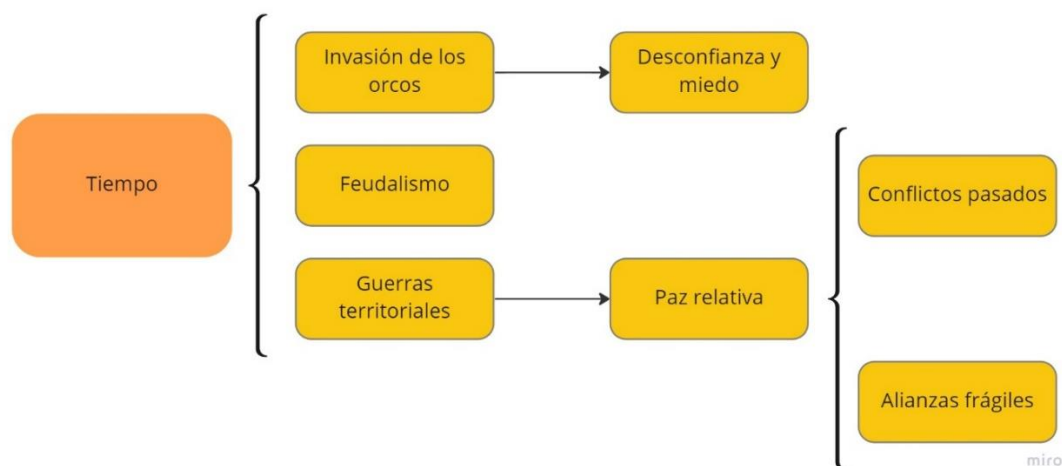 Tiempo
Invasión de los
orcos
Desconfianza y
miedo
Feudalismo
Guerras
territoriales
Paz relativa
Conflictos pasados
Alianzas frágiles
miro